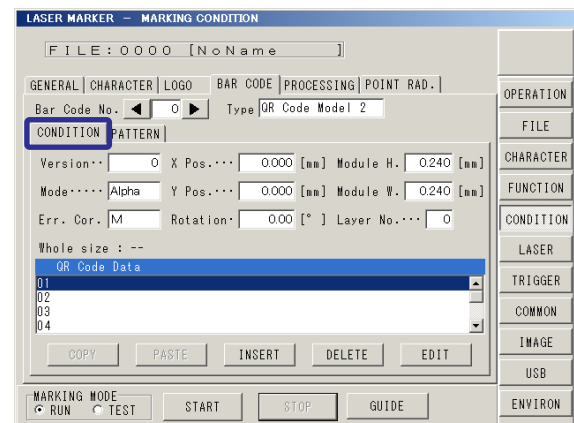 LASER MARKER － MARKING CONDITION
FILE:0000 [NoName ]
GENERAL CHARACTER LOGO BAR CODE PROCESSING POINT RAD.
Bar Code No. 0 Type QR Code Model 2
CONDITION PATTERN
Version･･ 0 X Pos.･･･ 0.000 [mm] Module H. 0.240 [mm]
Mode･････ Alpha Y Pos.･･･ 0.000 [mm] Module W. 0.240 [mm]
Err. Cor. M Rotation･ 0.00 [° ] Layer No.･･･ 0
Whole size : --
QR Code Data
01
02
03
04
COPY PASTE INSERT DELETE EDIT
MARKING MODE
RUN TEST START STOP GUIDE
OPERATION
FILE
CHARACTER
FUNCTION
CONDITION
LASER
TRIGGER
COMMON
IMAGE
USB
ENVIRON